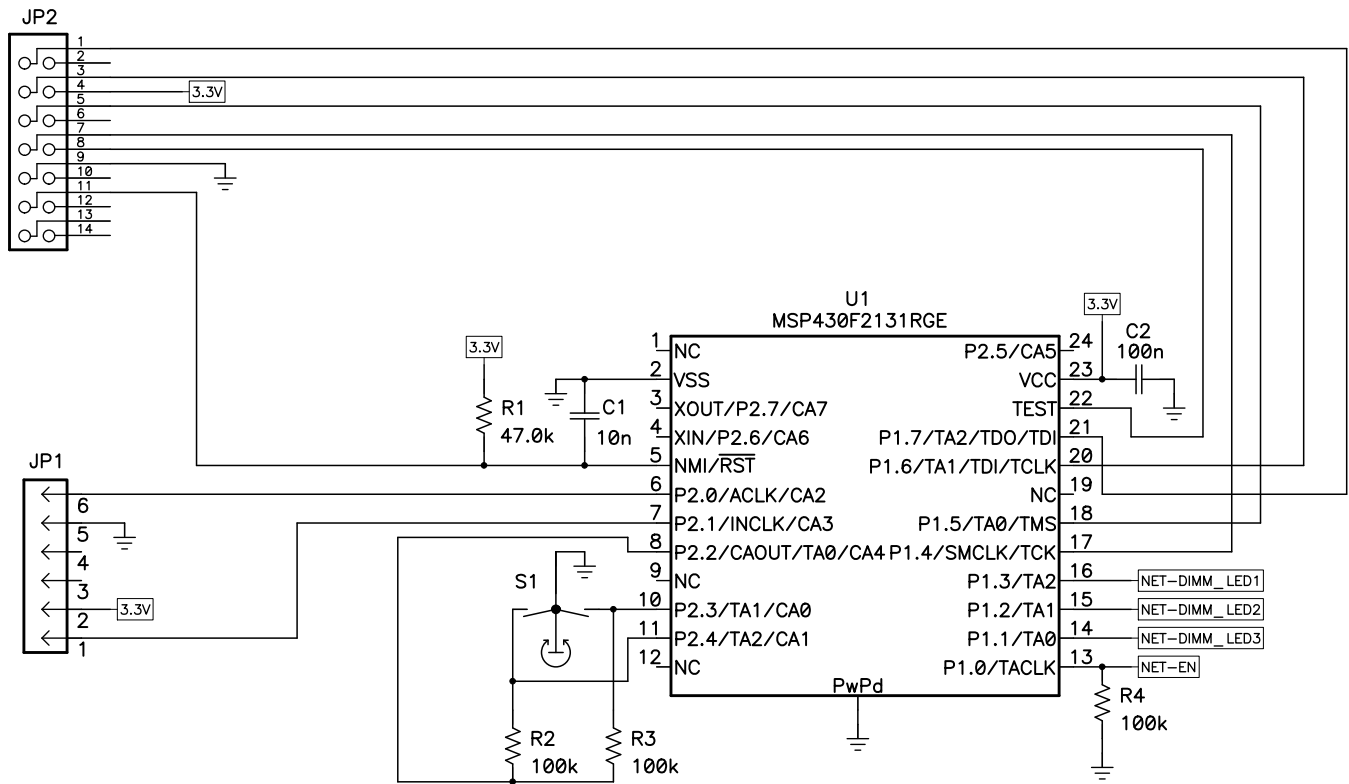 JP2
1
2
3
4
5
6
7
8
9
10
11
12
13
14
3.3V
JP1
6
5
4
3
2
1
3.3V
3.3V
R1
47.0k
C1
10n
S1
R2
100k
R3
100k
U1
MSP430F2131RGE
1 NC
2 VSS
3 XOUT/P2.7/CA7
4 XIN/P2.6/CA6
5 NMI/RST
6 P2.0/ACLK/CA2
7 P2.1/INCLK/CA3
8 P2.2/CAOUT/TA0/CA4
9 NC
10 P2.3/TA1/CA0
11 P2.4/TA2/CA1
12 NC
PwPd
P2.5/CA5 24
VCC 23
TEST 22
P1.7/TA2/TDO/TDI 21
P1.6/TA1/TDI/TCLK 20
NC 19
P1.5/TA0/TMS 18
P1.4/SMCLK/TCK 17
P1.3/TA2 16
P1.2/TA1 15
P1.1/TA0 14
P1.0/TACLK 13
3.3V
C2
100n
NET-DIMM_LED1
NET-DIMM_LED2
NET-DIMM_LED3
NET-EN
R4
100k